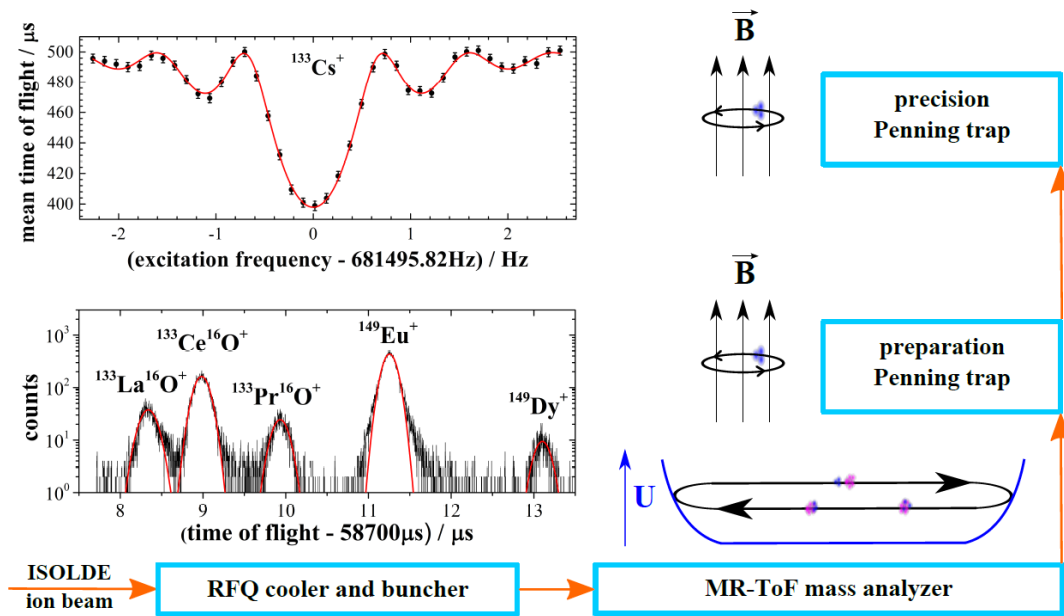 mean time of flight / μs
500
480
460
440
420
400
¹³³Cs⁺
-2 -1 0 1 2
(excitation frequency - 681495.82Hz) / Hz
counts
10³
10²
10¹
10⁰
¹³³La¹⁶O⁺
¹³³Ce¹⁶O⁺
¹³³Pr¹⁶O⁺
¹⁴⁹Eu⁺
¹⁴⁹Dy⁺
8 9 10 11 12 13
(time of flight - 58700μs) / μs
B
precision
Penning trap
B
preparation
Penning trap
U
ISOLDE
ion beam
RFQ cooler and buncher
MR-ToF mass analyzer